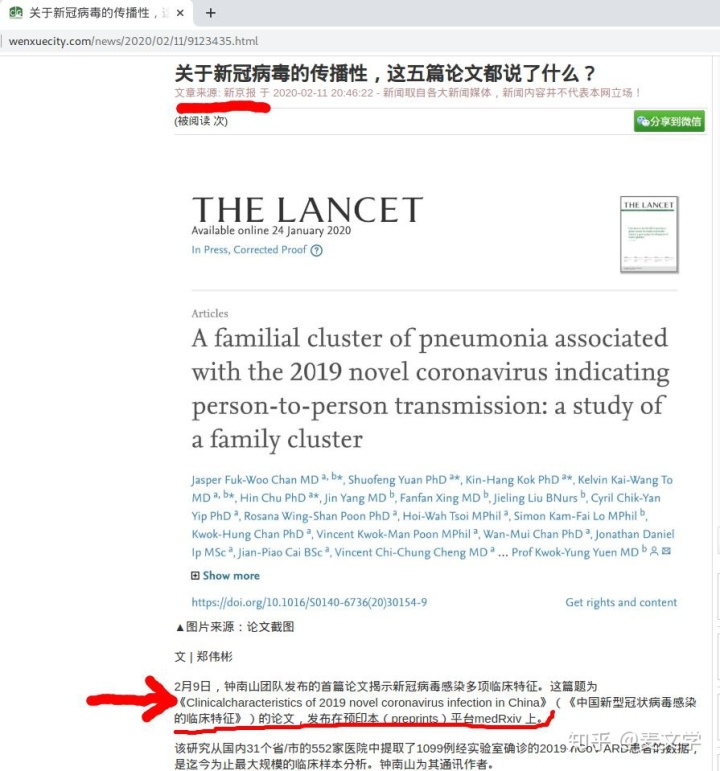 关于新冠病毒的传播性，这
wenxuecity.com/news/2020/02/11/9123435.html
关于新冠病毒的传播性，这五篇论文都说了什么？
文章来源: 新京报 于 2020-02-11 20:46:22 - 新闻取自各大新闻媒体，新闻内容并不代表本网立场！
(被阅读 次)
分享到微信
THE LANCET
Available online 24 January 2020
In Press, Corrected Proof
THE LANCET
Articles
A familial cluster of pneumonia associated
with the 2019 novel coronavirus indicating
person-to-person transmission: a study of
a family cluster
Jasper Fuk-Woo Chan MD a, b*, Shuofeng Yuan PhD a*, Kin-Hang Kok PhD a*, Kelvin Kai-Wang To
MD a, b*, Hin Chu PhD a*, Jin Yang MD b, Fanfan Xing MD b, Jieling Liu BNurs b, Cyril Chik-Yan
Yip PhD a, Rosana Wing-Shan Poon PhD a, Hoi-Wah Tsoi MPhil a, Simon Kam-Fai Lo MPhil b,
Kwok-Hung Chan PhD a, Vincent Kwok-Man Poon MPhil a, Wan-Mui Chan PhD a, Jonathan Daniel
Ip MSc a, Jian-Piao Cai BSc a, Vincent Chi-Chung Cheng MD a ... Prof Kwok-Yung Yuen MD b
Show more
https://doi.org/10.1016/S0140-6736(20)30154-9 Get rights and content
▲图片来源：论文截图
文 | 郑伟彬
2月9日，钟南山团队发布的首篇论文揭示新冠病毒感染多项临床特征。这篇题为
《Clinicalcharacteristics of 2019 novel coronavirus infection in China》（《中国新型冠状病毒感染
的临床特征》）的论文，发布在预印本（preprints）平台medRxiv 上。
该研究从国内31个省/市的552家医院中提取了1099例经实验室确诊的2019-nCoV ARD患者的数据，
是迄今为止最大规模的临床样本分析。钟南山为其通讯作者。
知乎 @秦文学